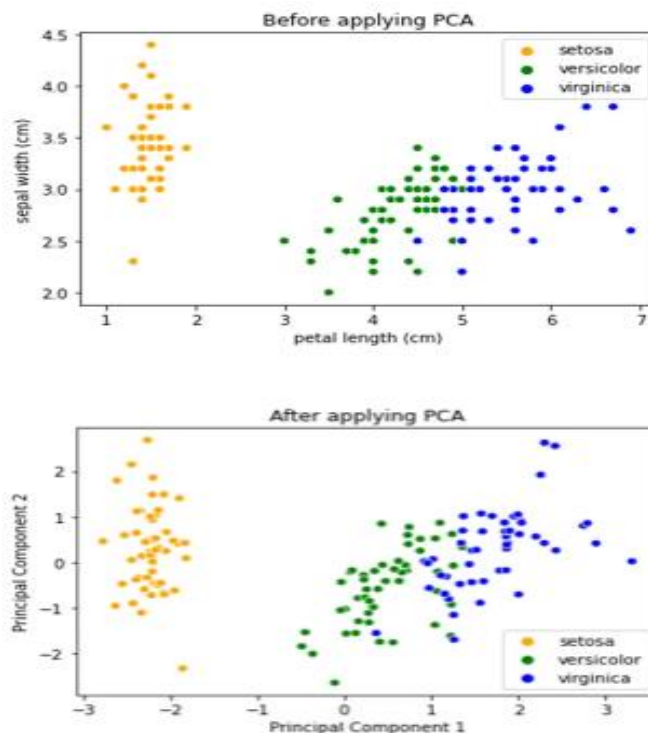 Before applying PCA
4.5
4.0
3.5
3.0
2.5
2.0
sepal width (cm)
setosa
versicolor
virginica
1 2 3 4 5 6 7
petal length (cm)
After applying PCA
2
1
0
−1
−2
Principal Component 2
setosa
versicolor
virginica
−3 −2 −1 0 1 2 3
Principal Component 1